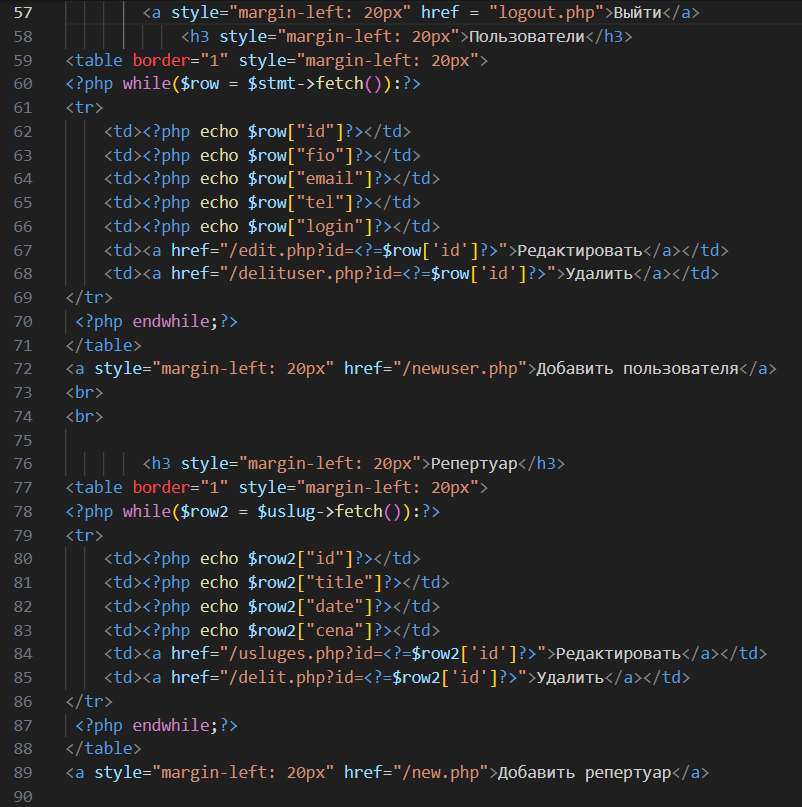 57 <a style="margin-left: 20px" href = "logout.php">Выйти</a>
58 <h3 style="margin-left: 20px">Пользователи</h3>
59 <table border="1" style="margin-left: 20px">
60 <?php while($row = $stmt->fetch()):?>
61 <tr>
62 <td><?php echo $row["id"]?></td>
63 <td><?php echo $row["fio"]?></td>
64 <td><?php echo $row["email"]?></td>
65 <td><?php echo $row["tel"]?></td>
66 <td><?php echo $row["login"]?></td>
67 <td><a href="/edit.php?id=<?=$row['id']?>">Редактировать</a></td>
68 <td><a href="/delituser.php?id=<?=$row['id']?>">Удалить</a></td>
69 </tr>
70 <?php endwhile;?>
71 </table>
72 <a style="margin-left: 20px" href="/newuser.php">Добавить пользователя</a>
73 <br>
74 <br>
75
76 <h3 style="margin-left: 20px">Репертуар</h3>
77 <table border="1" style="margin-left: 20px">
78 <?php while($row2 = $uslug->fetch()):?>
79 <tr>
80 <td><?php echo $row2["id"]?></td>
81 <td><?php echo $row2["title"]?></td>
82 <td><?php echo $row2["date"]?></td>
83 <td><?php echo $row2["cena"]?></td>
84 <td><a href="/usluges.php?id=<?=$row2['id']?>">Редактировать</a></td>
85 <td><a href="/delit.php?id=<?=$row2['id']?>">Удалить</a></td>
86 </tr>
87 <?php endwhile;?>
88 </table>
89 <a style="margin-left: 20px" href="/new.php">Добавить репертуар</a>
90